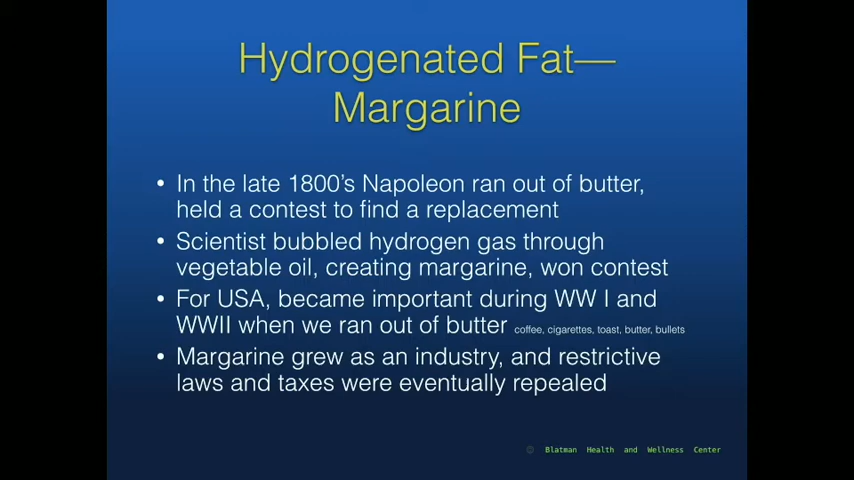 Hydrogenated Fat—
Margarine
• In the late 1800's Napoleon ran out of butter,
held a contest to find a replacement
• Scientist bubbled hydrogen gas through
vegetable oil, creating margarine, won contest
• For USA, became important during WW I and
WWII when we ran out of butter coffee, cigarettes, toast, butter, bullets
• Margarine grew as an industry, and restrictive
laws and taxes were eventually repealed
© Blatman Health and Wellness Center